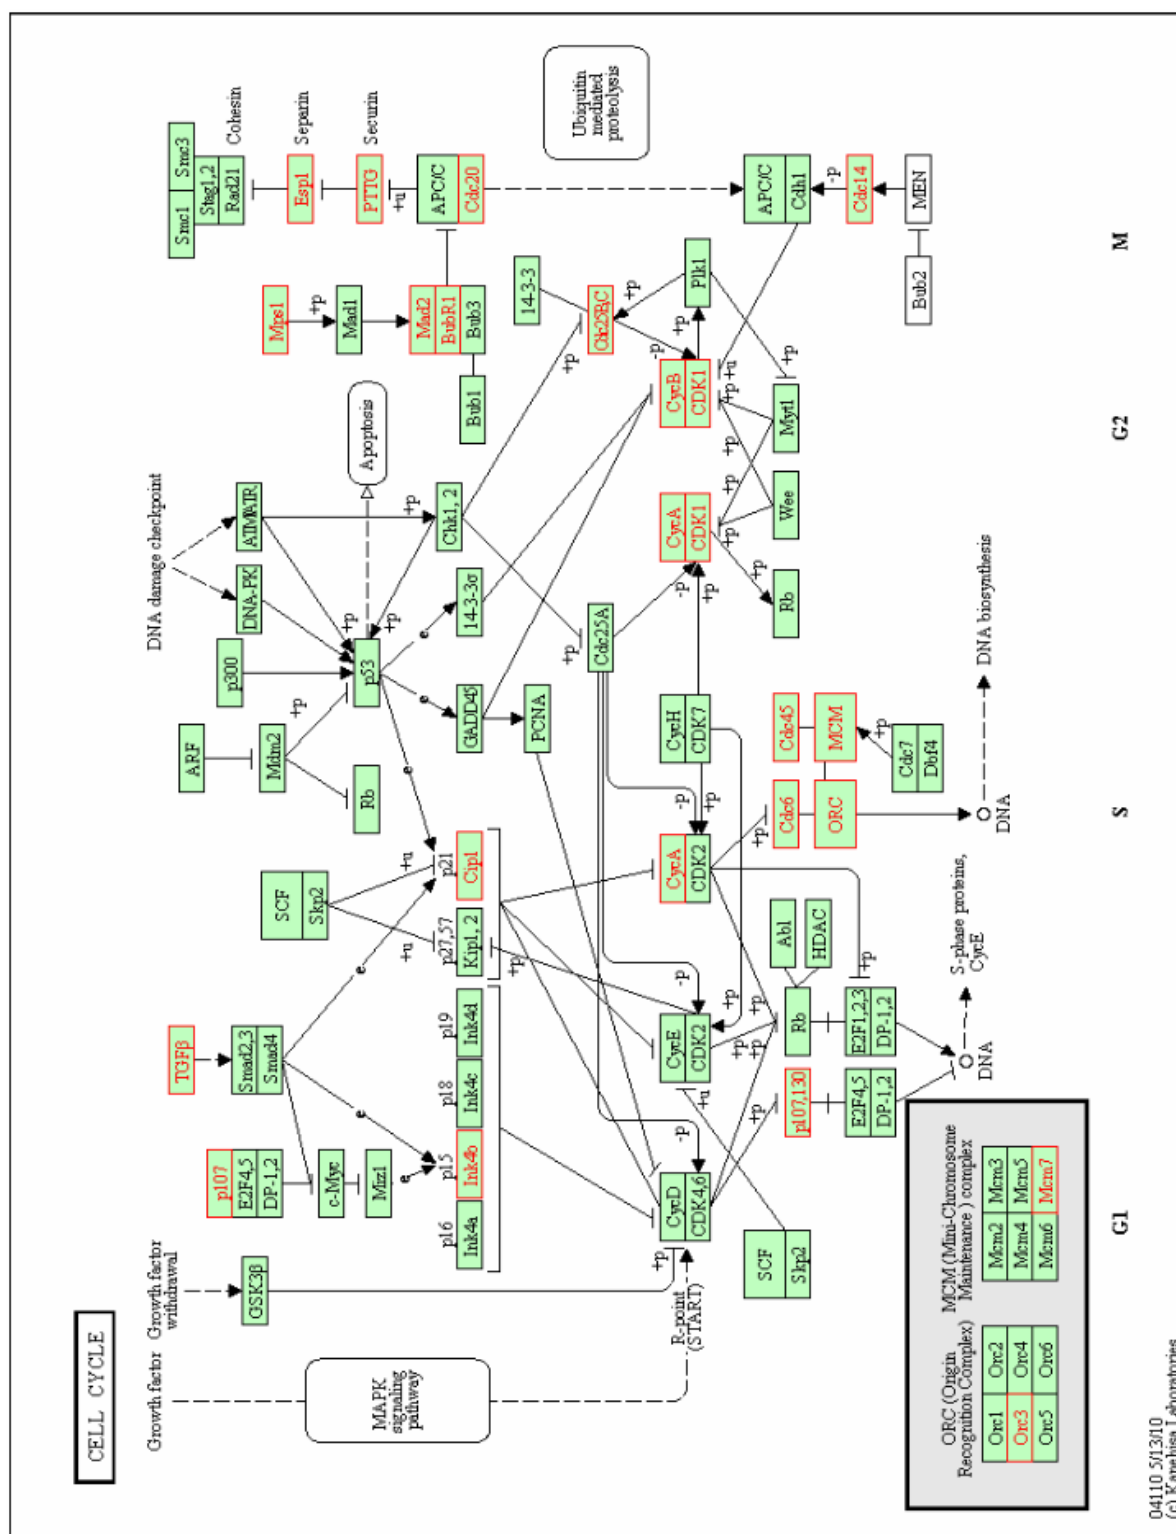 CELL CYCLE
Growth factor
MAPK
signaling
pathway
R-point
(START)
Growth factor
withdrawal
GSK3β
p107
E2F4,5
DP-1,2
TGFβ
Smad2,3
Smad4
c-Myc
Miz1
e
e
e
p16
Ink4a
p15
Ink4b
p18
Ink4c
p19
Ink4d
p27,57
Kip1, 2
p21
Cip1
SCF
Skp2
+u
+u
ARF
Mdm2
Rb
+p
p300
p53
DNA damage checkpoint
DNA-PK
ATM/ATR
+p
+p
+p
Apoptosis
Chk1, 2
e
e
e
GADD45
14-3-3σ
PCNA
Mps1
+p
Mad1
Mad2
BubR1
Bub3
Bub1
Smc1
Smc3
Stag1,2
Rad21
Cohesin
Esp1
Separin
PTTG
Securin
+u
APC/C
Cdc20
Ubiquitin
mediated
proteolysis
14-3-3
Cdc25B,C
+p
+p
-p
+p
Plk1
APC/C
Cdh1
-p
Cdc14
MEN
Bub2
Cdc25A
+p
CycD
CDK4,6
+p
-p
CycE
CDK2
+p
-p
+p
+u
CycA
CDK2
-p
+p
CycH
CDK7
CycA
CDK1
-p
+p
+p
+p
CycB
CDK1
+p
+u
+p
+p
Rb
Wee
Myt1
SCF
Skp2
+p
p107,130
E2F4,5
DP-1,2
+p
+p
+p
Rb
Abl
HDAC
E2F1,2,3
DP-1,2
+p
DNA
S-phase proteins,
CycE
+p
Cdc6
Cdc45
ORC
MCM
+p
Cdc7
Dbf4
DNA
DNA biosynthesis
ORC (Origin
Recognition Complex)
Orc1
Orc2
Orc3
Orc4
Orc5
Orc6
MCM (Mini-Chromosome
Maintenance) complex
Mcm2
Mcm3
Mcm4
Mcm5
Mcm6
Mcm7
G1
S
G2
M
04110 5/13/10
(c) Kanehisa Laboratories